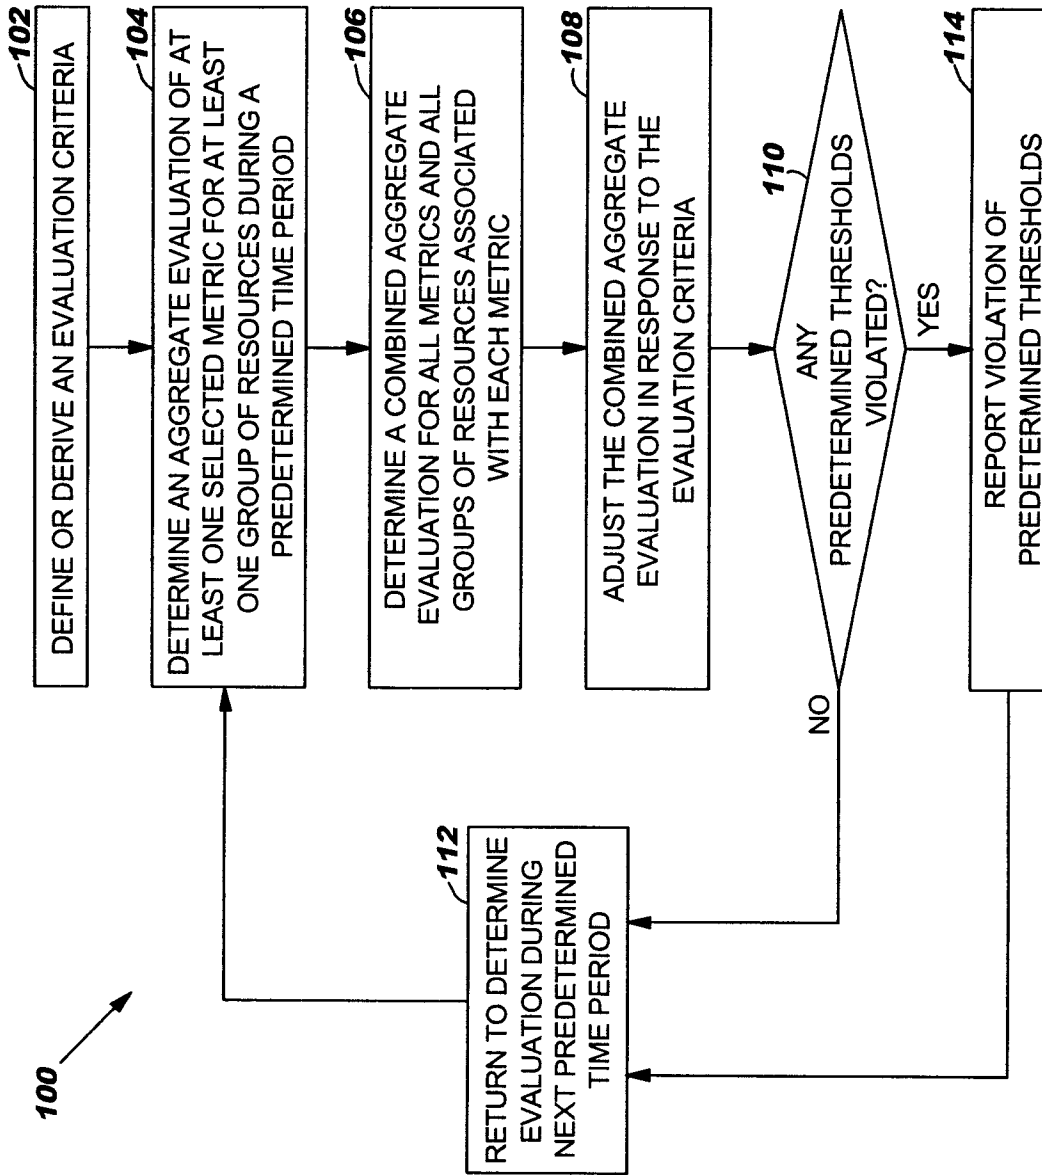 100
102
DEFINE OR DERIVE AN EVALUATION CRITERIA
104
DETERMINE AN AGGREGATE EVALUATION OF AT
LEAST ONE SELECTED METRIC FOR AT LEAST
ONE GROUP OF RESOURCES DURING A
PREDETERMINED TIME PERIOD
106
DETERMINE A COMBINED AGGREGATE
EVALUATION FOR ALL METRICS AND ALL
GROUPS OF RESOURCES ASSOCIATED
WITH EACH METRIC
108
ADJUST THE COMBINED AGGREGATE
EVALUATION IN RESPONSE TO THE
EVALUATION CRITERIA
110
ANY
PREDETERMINED THRESHOLDS
VIOLATED?
NO
YES
112
RETURN TO DETERMINE
EVALUATION DURING
NEXT PREDETERMINED
TIME PERIOD
114
REPORT VIOLATION OF
PREDETERMINED THRESHOLDS